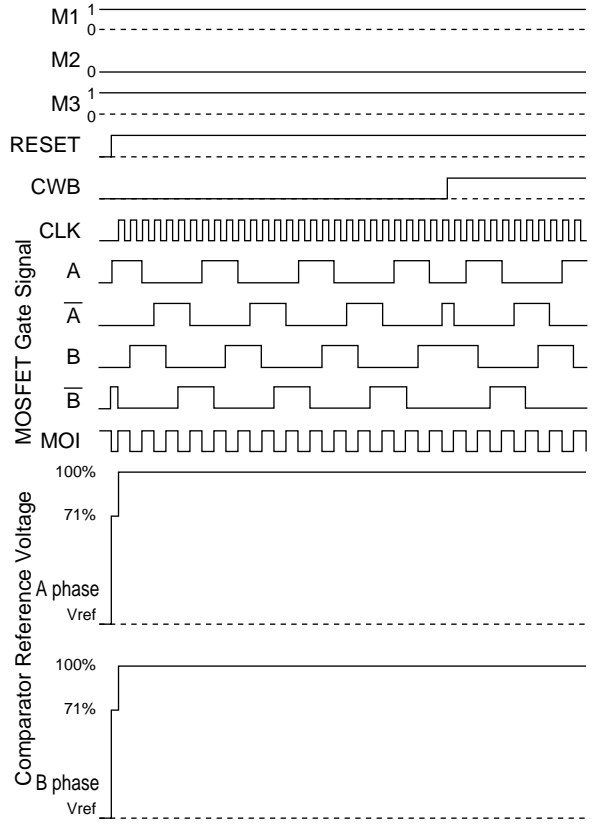 M1 1
0
M2
0
M3 1
0
RESET
CWB
CLK
MOSFET Gate Signal
A
A̅
B
B̅
MOI
Comparator Reference Voltage
100%
71%
A phase
Vref
100%
71%
B phase
Vref